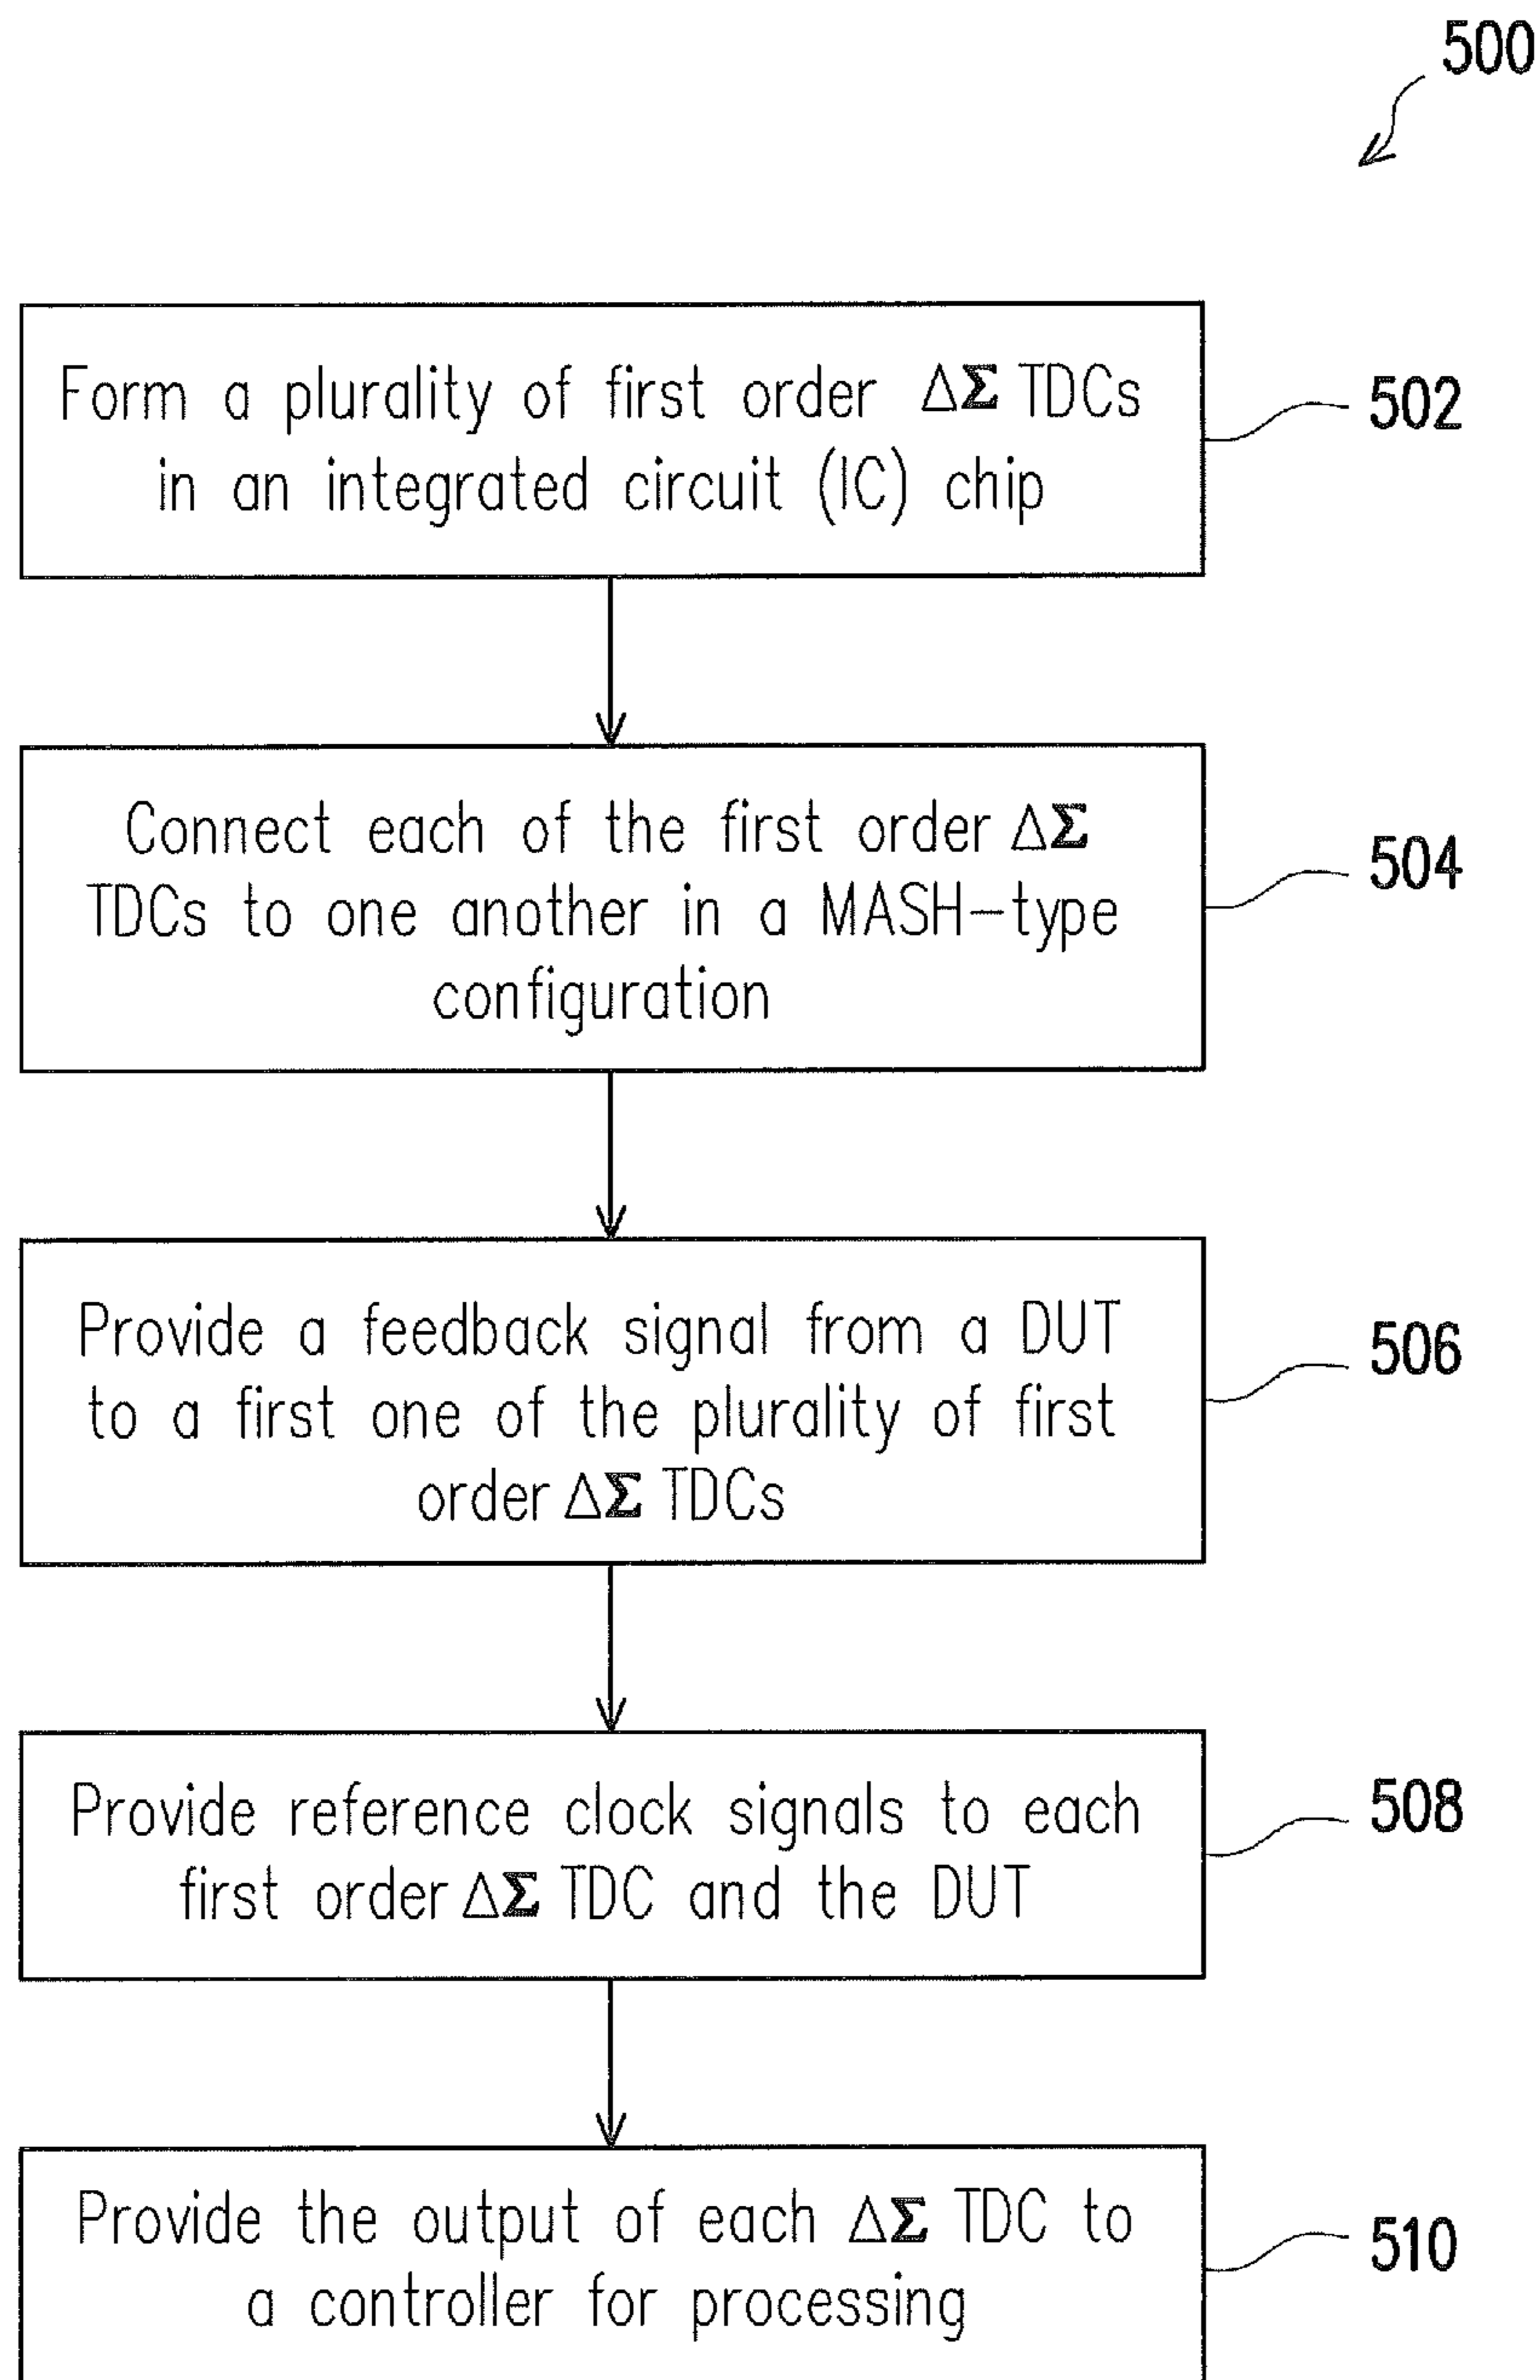 500
Form a plurality of first order ΔΣ TDCs
in an integrated circuit (IC) chip
502
Connect each of the first order ΔΣ
TDCs to one another in a MASH-type
configuration
504
Provide a feedback signal from a DUT
to a first one of the plurality of first
order ΔΣ TDCs
506
Provide reference clock signals to each
first order ΔΣ TDC and the DUT
508
Provide the output of each ΔΣ TDC to
a controller for processing
510